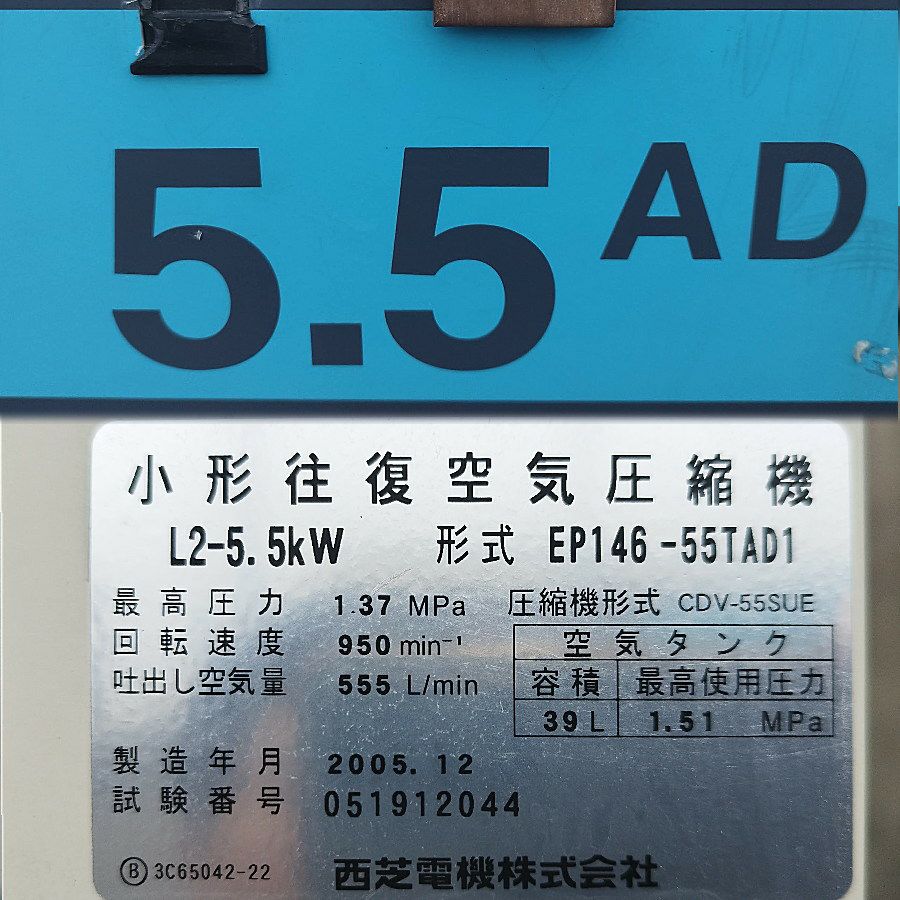 5.5 AD
小形往復空気圧縮機
L2-5.5kW 形式 EP146-55TAD1
最高圧力 1.37 MPa 圧縮機形式 CDV-55SUE
回転速度 950 min⁻¹ 空気タンク
吐出し空気量 555 L/min 容積 最高使用圧力
39L 1.51 MPa
製造年月 2005.12
試験番号 051912044
Ⓑ 3C65042-22 西芝電機株式会社